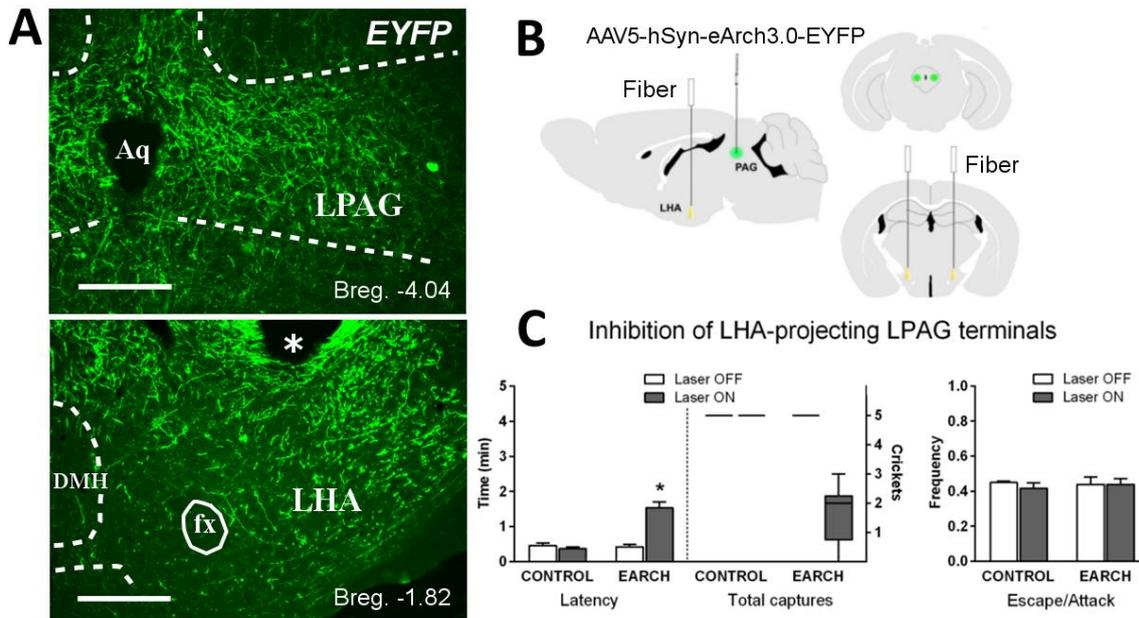 A
EYFP
Aq
LPAG
Breg. -4.04
*
DMH
fx
LHA
Breg. -1.82
B
AAV5-hSyn-eArch3.0-EYFP
Fiber
PAG
LHA
Fiber
C
Inhibition of LHA-projecting LPAG terminals
Laser OFF
Laser ON
Time (min)
5
4
3
2
1
0
*
5
4
3
2
1
Crickets
CONTROL EARCH CONTROL EARCH
Latency Total captures
Laser OFF
Laser ON
Frequency
1.0
0.8
0.6
0.4
0.2
0.0
CONTROL EARCH
Escape/Attack